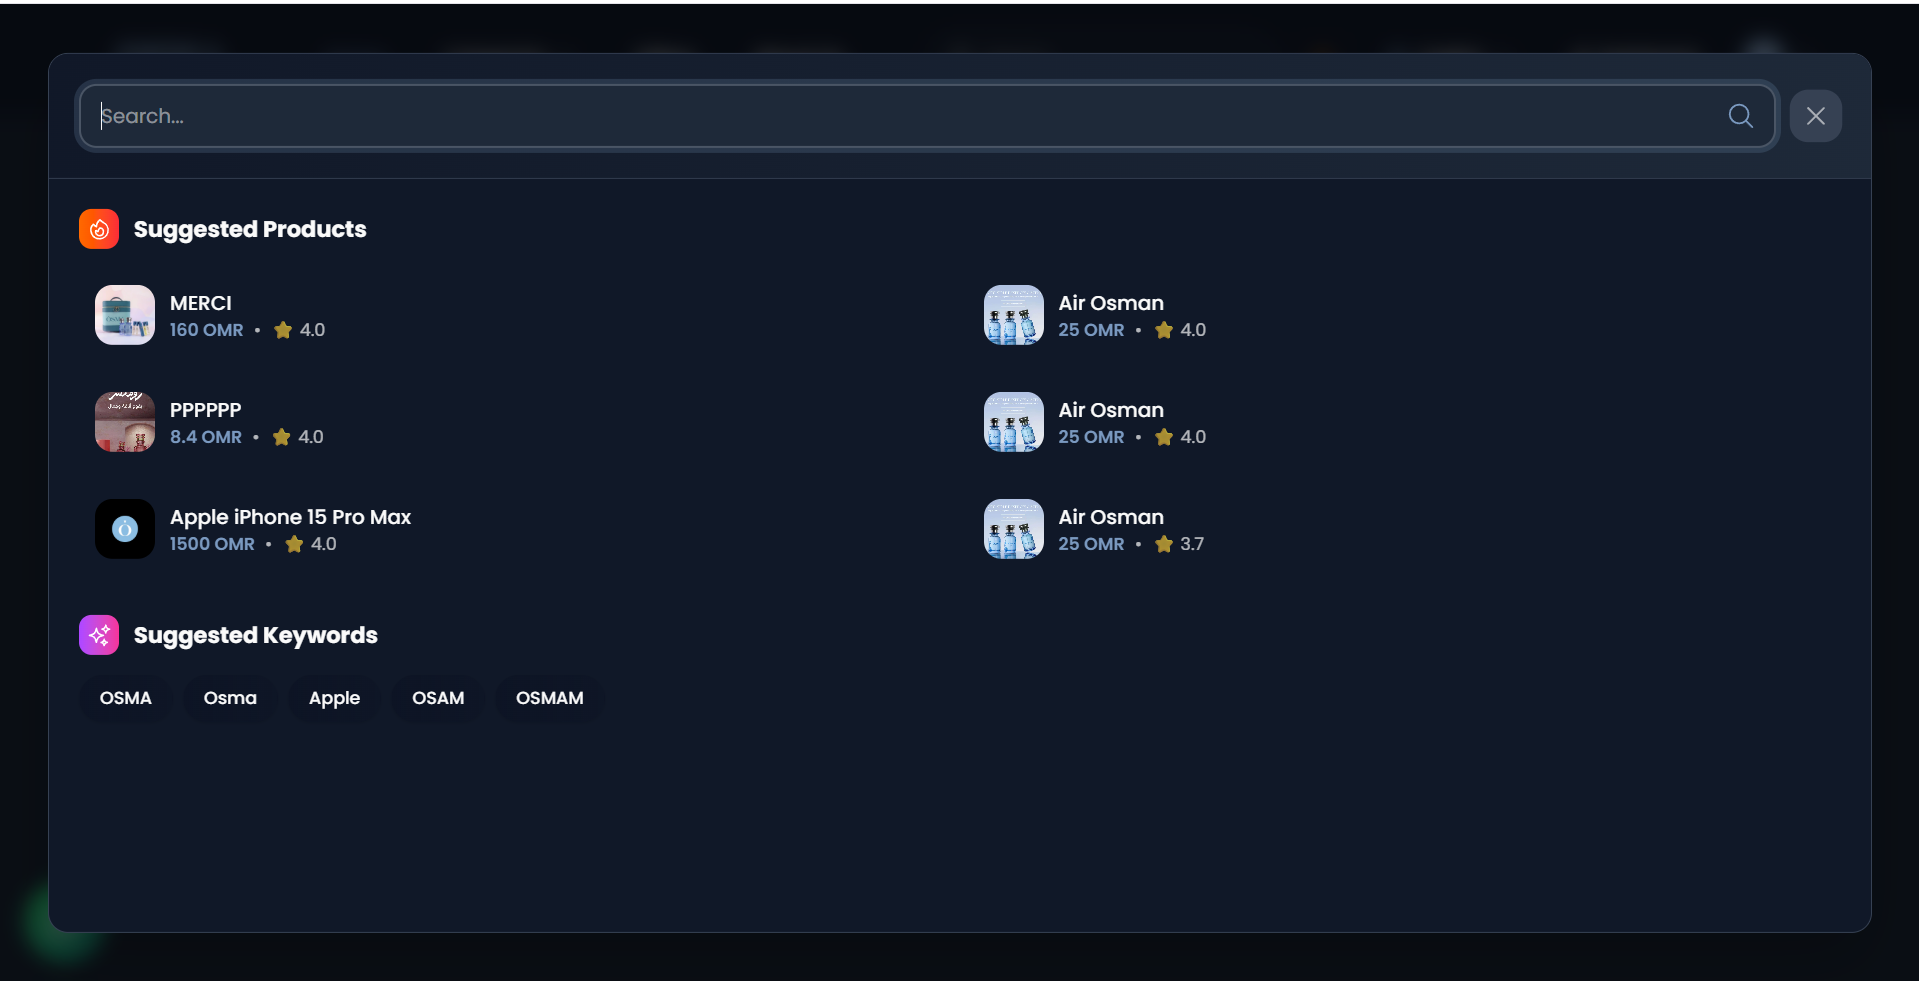 Search...
Suggested Products
MERCI
160 OMR • 4.0
Air Osman
25 OMR • 4.0
PPPPPP
8.4 OMR • 4.0
Air Osman
25 OMR • 4.0
Apple iPhone 15 Pro Max
1500 OMR • 4.0
Air Osman
25 OMR • 3.7
Suggested Keywords
OSMA
Osma
Apple
OSAM
OSMAM